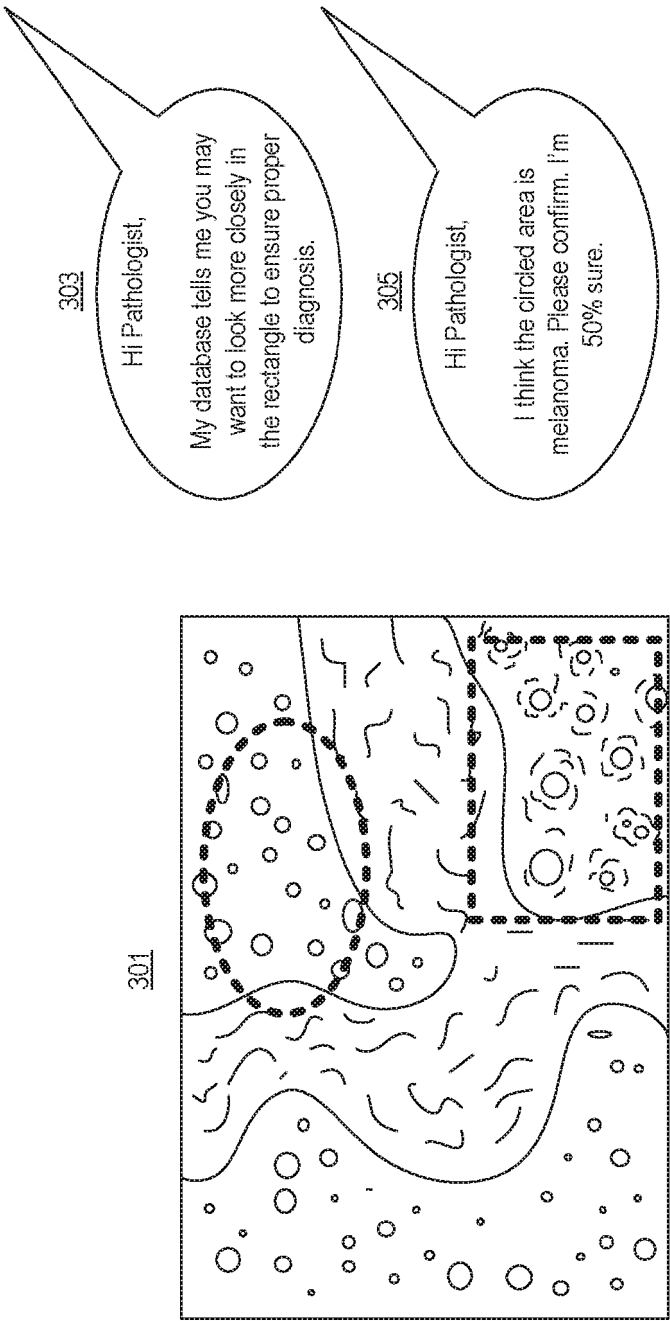 301
303
Hi Pathologist,
My database tells me you may
want to look more closely in
the rectangle to ensure proper
diagnosis.
305
Hi Pathologist,
I think the circled area is
melanoma. Please confirm. I'm
50% sure.